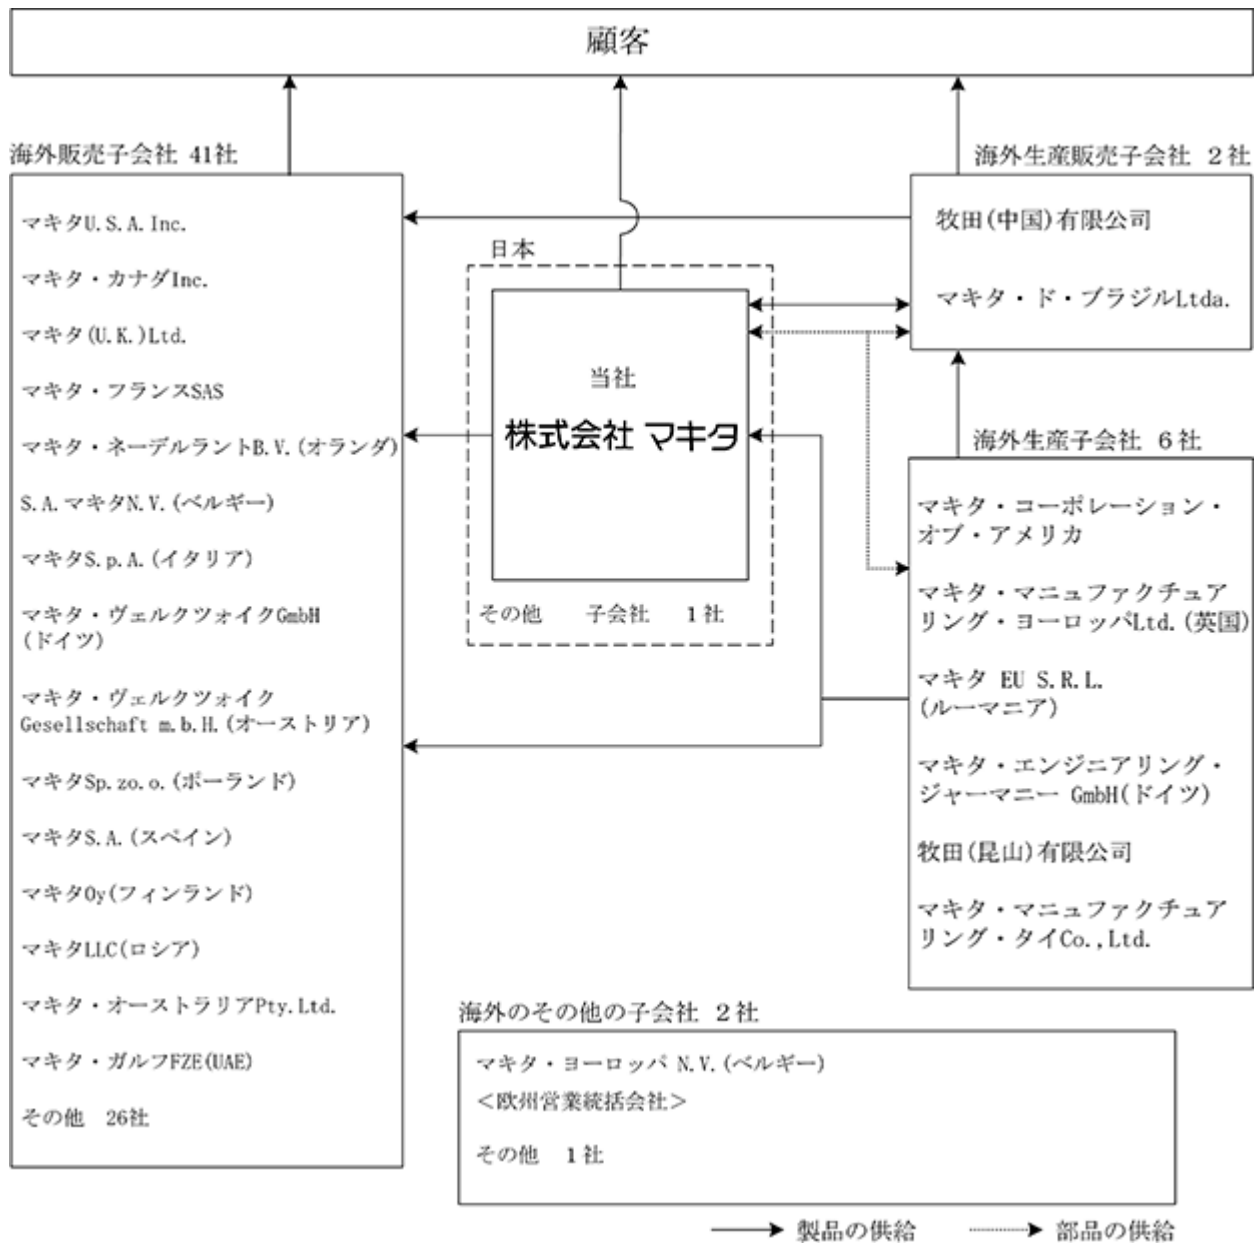 顧客
海外販売子会社 41社
マキタU.S.A.Inc.
マキタ・カナダInc.
マキタ(U.K.)Ltd.
マキタ・フランスSAS
マキタ・ネーデルラントB.V.(オランダ)
S.A.マキタN.V.(ベルギー)
マキタS.p.A.(イタリア)
マキタ・ヴェルクツォイクGmbH
(ドイツ)
マキタ・ヴェルクツォイク
Gesellschaft m.b.H.(オーストリア)
マキタSp.zo.o.(ポーランド)
マキタS.A.(スペイン)
マキタOy(フィンランド)
マキタLLC(ロシア)
マキタ・オーストラリアPty.Ltd.
マキタ・ガルフFZE(UAE)
その他 26社
日本
当社
株式会社 マキタ
その他 子会社 1社
海外生産販売子会社 2社
牧田(中国)有限公司
マキタ・ド・ブラジルLtda.
海外生産子会社 6社
マキタ・コーポレーション・
オブ・アメリカ
マキタ・マニュファクチュア
リング・ヨーロッパLtd.(英国)
マキタ EU S.R.L.
(ルーマニア)
マキタ・エンジニアリング・
ジャーマニー GmbH(ドイツ)
牧田(昆山)有限公司
マキタ・マニュファクチュア
リング・タイCo.,Ltd.
海外のその他の子会社 2社
マキタ・ヨーロッパ N.V.(ベルギー)
＜欧州営業統括会社＞
その他 1社
製品の供給
部品の供給